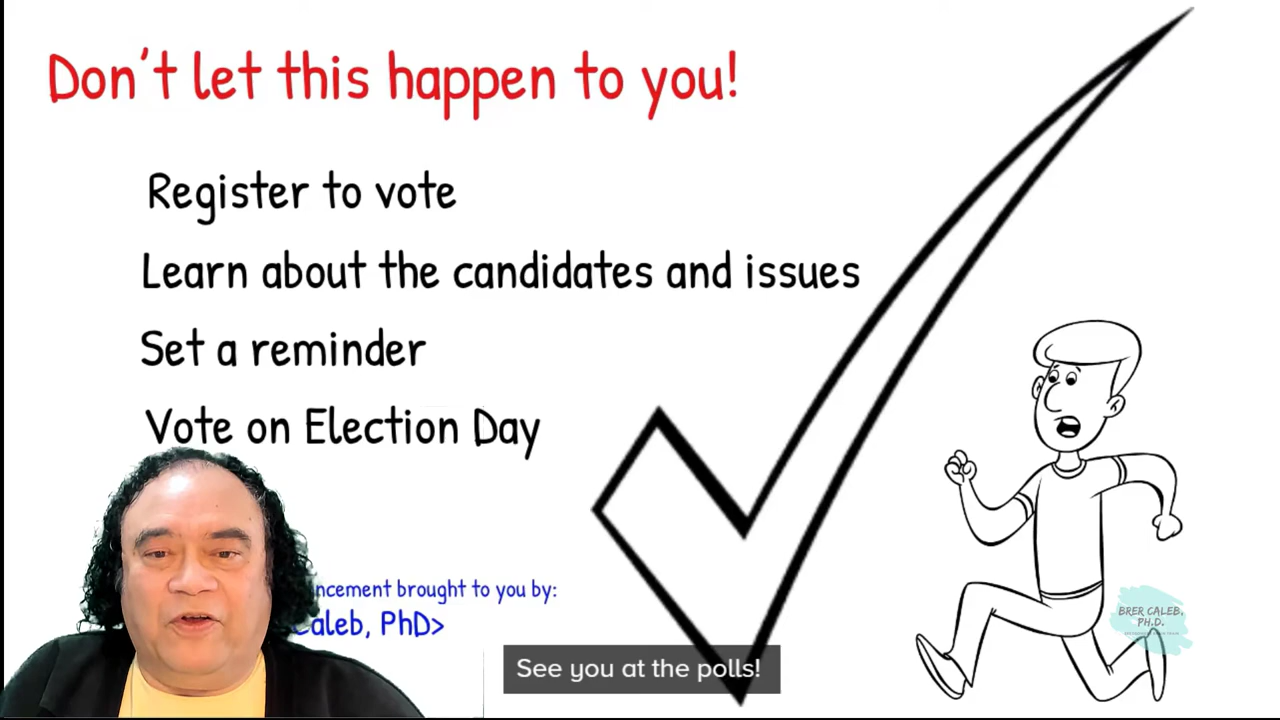 Don't let this happen to you!
Register to vote
Learn about the candidates and issues
Set a reminder
Vote on Election Day
ncement brought to you by:
Caleb, PhD>
See you at the polls!
BRER CALEB,
PH.D.